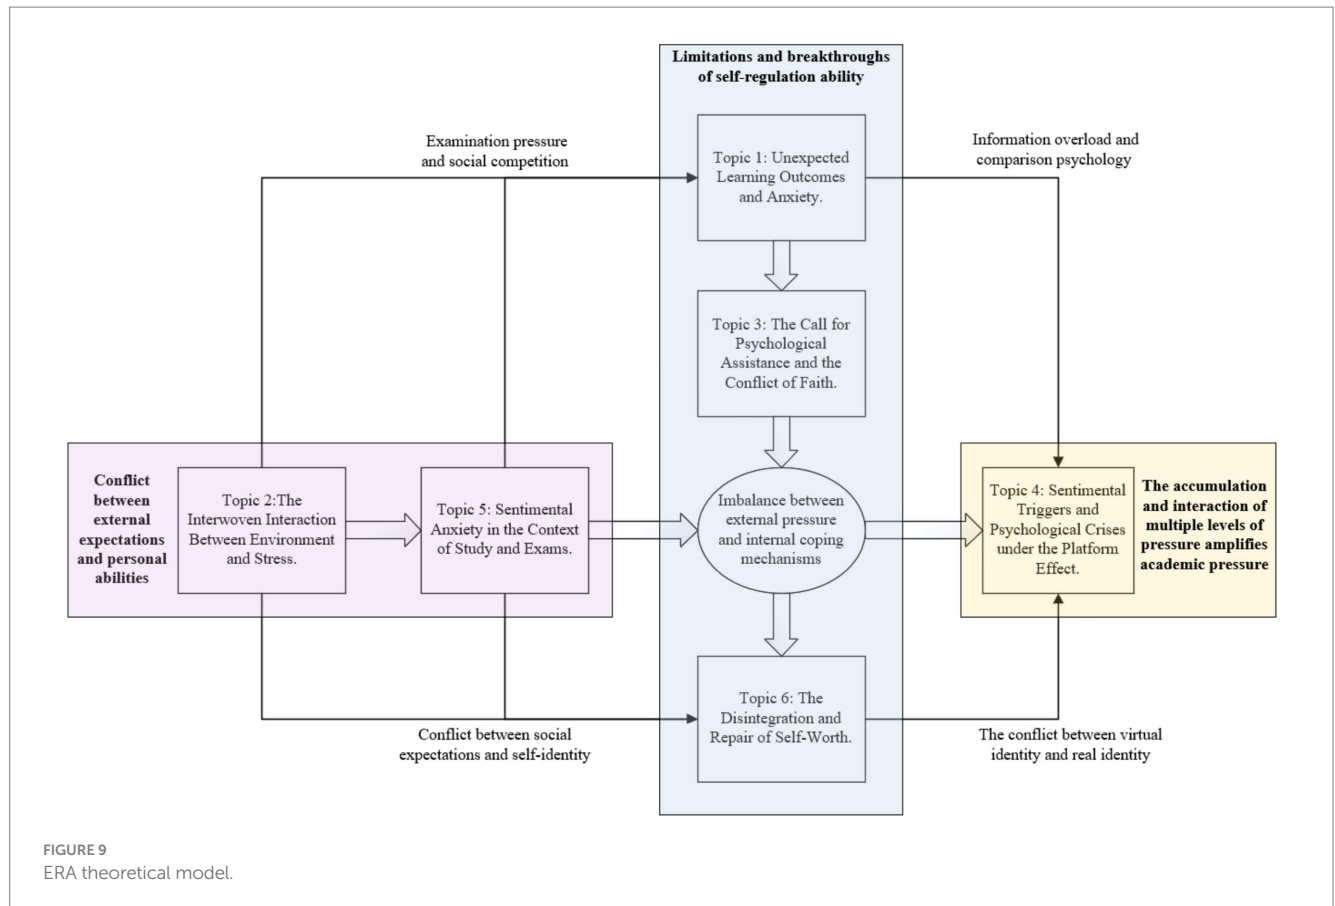 Limitations and breakthroughs
of self-regulation ability
Examination pressure
and social competition
Topic 1: Unexpected
Learning Outcomes
and Anxiety.
Information overload and
comparison psychology
Topic 3: The Call for
Psychological
Assistance and the
Conflict of Faith.
Conflict
between
external
expectations
and personal
abilities
Topic 2:The
Interwoven Interaction
Between Environment
and Stress.
Topic 5: Sentimental
Anxiety in the Context
of Study and Exams.
Imbalance between
external pressure
and internal coping
mechanisms
Topic 4: Sentimental
Triggers and
Psychological Crises
under the Platform
Effect.
The accumulation
and interaction of
multiple levels of
pressure amplifies
academic pressure
Topic 6: The
Disintegration and
Repair of Self-Worth.
Conflict between social
expectations and self-identity
The conflict between virtual
identity and real identity
FIGURE 9
ERA theoretical model.